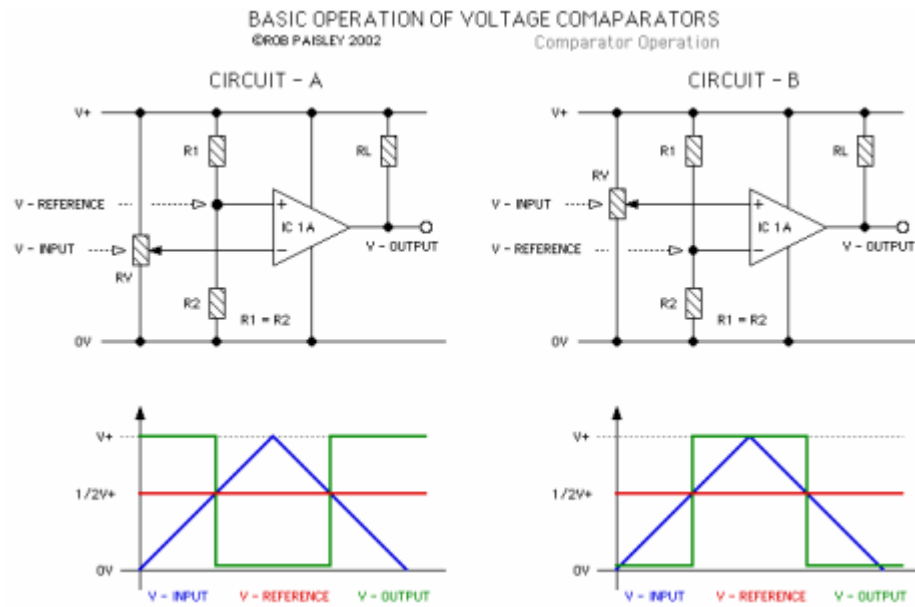 BASIC OPERATION OF VOLTAGE COMAPARATORS
©ROB PAISLEY 2002
Comparator Operation
CIRCUIT - A
V+
R1
RL
V - REFERENCE
+
IC 1A
V - INPUT
−
V - OUTPUT
RV
R2
R1 = R2
0V
V+
1/2V+
0V
V - INPUT V - REFERENCE V - OUTPUT
CIRCUIT - B
V+
R1
RL
RV
V - INPUT
+
IC 1A
V - REFERENCE
−
V - OUTPUT
R2
R1 = R2
0V
V+
1/2V+
0V
V - INPUT V - REFERENCE V - OUTPUT